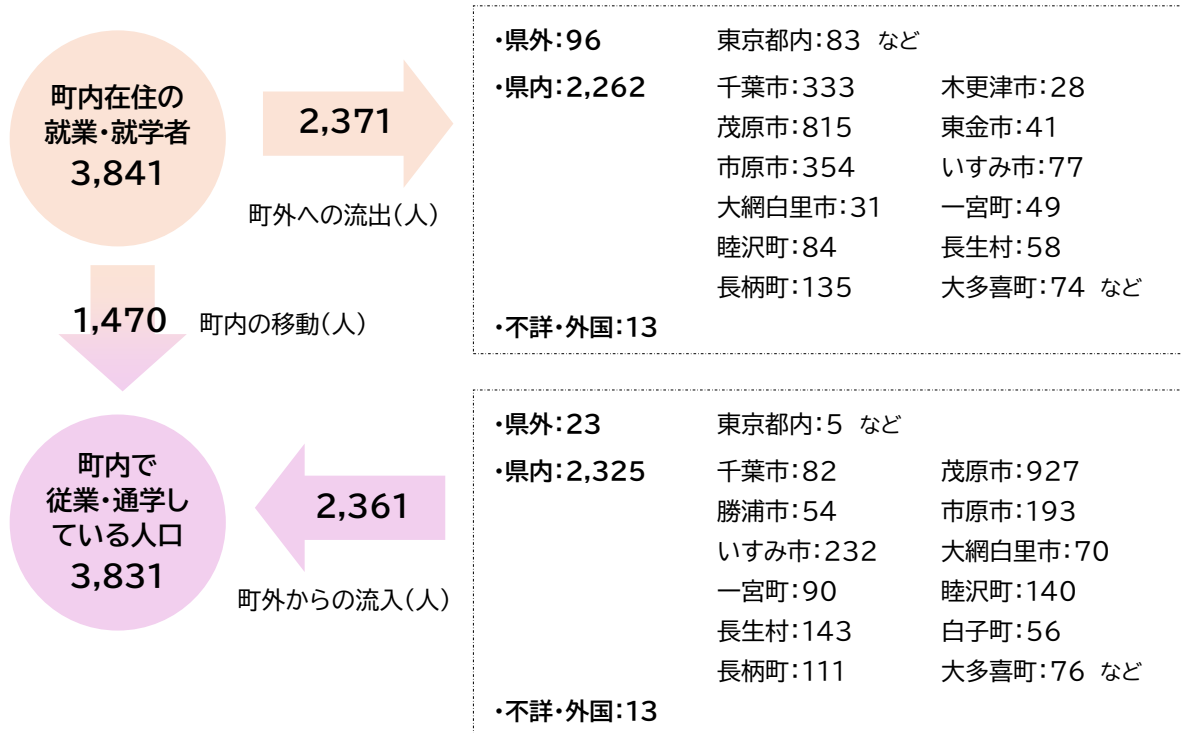 町内在住の
就業・就学者
3,841
2,371
町外への流出(人)
・県外:96 東京都内:83 など
・県内:2,262 千葉市:333 木更津市:28
茂原市:815 東金市:41
市原市:354 いすみ市:77
大網白里市:31 一宮町:49
睦沢町:84 長生村:58
長柄町:135 大多喜町:74 など
・不詳・外国:13
1,470 町内の移動(人)
町内で
従業・通学し
ている人口
3,831
2,361
町外からの流入(人)
・県外:23 東京都内:5 など
・県内:2,325 千葉市:82 茂原市:927
勝浦市:54 市原市:193
いすみ市:232 大網白里市:70
一宮町:90 睦沢町:140
長生村:143 白子町:56
長柄町:111 大多喜町:76 など
・不詳・外国:13